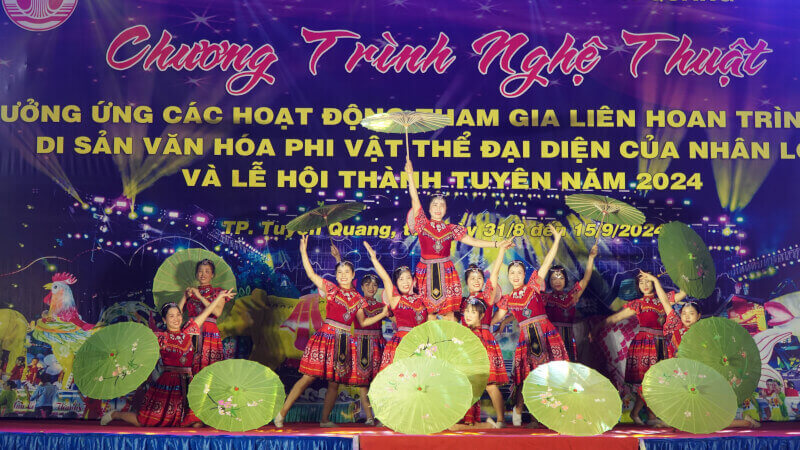 Chương Trình Nghệ Thuật
ƯỞNG ỨNG CÁC HOẠT ĐỘNG THAM GIA LIÊN HOAN TRÌN
DI SẢN VĂN HÓA PHI VẬT THỂ ĐẠI DIỆN CỦA NHÂN LO
VÀ LỄ HỘI THÀNH TUYÊN NĂM 2024
TP. Tuyên Quang, 31/8 đến 15/9/2024